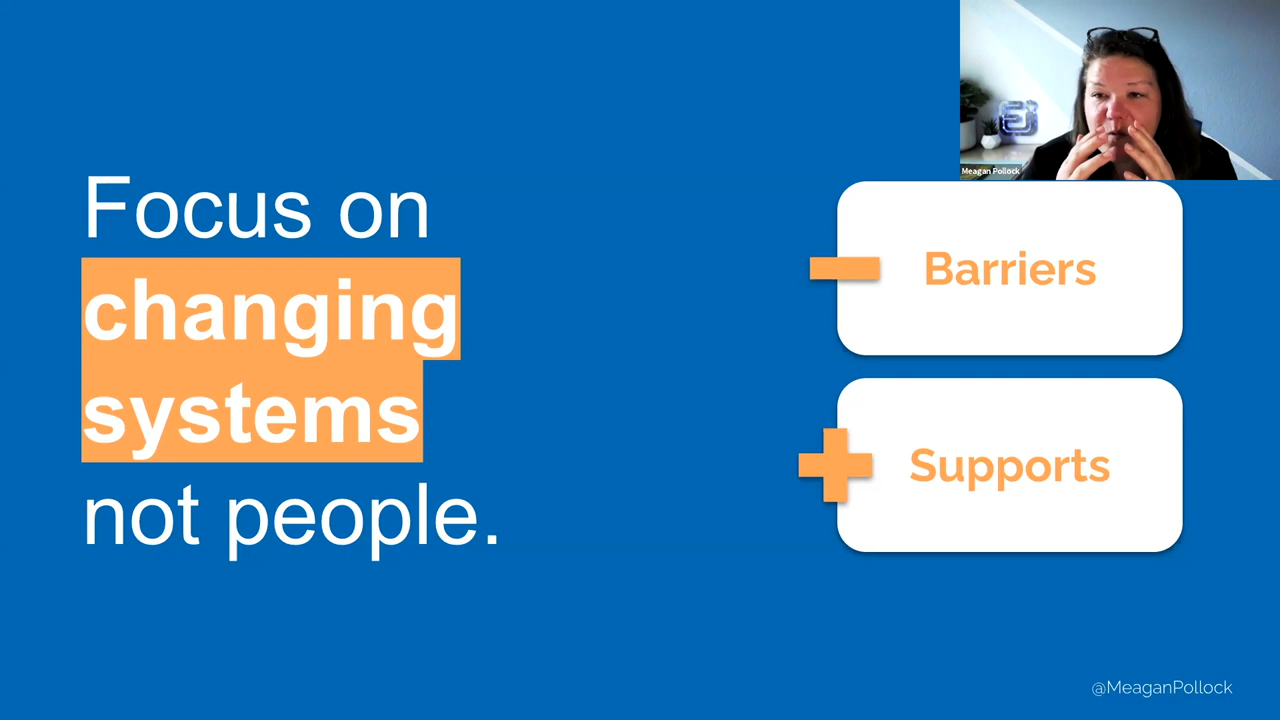 Focus on
changing
systems
not people.
Meagan Pollock
Barriers
Supports
@MeaganPollock